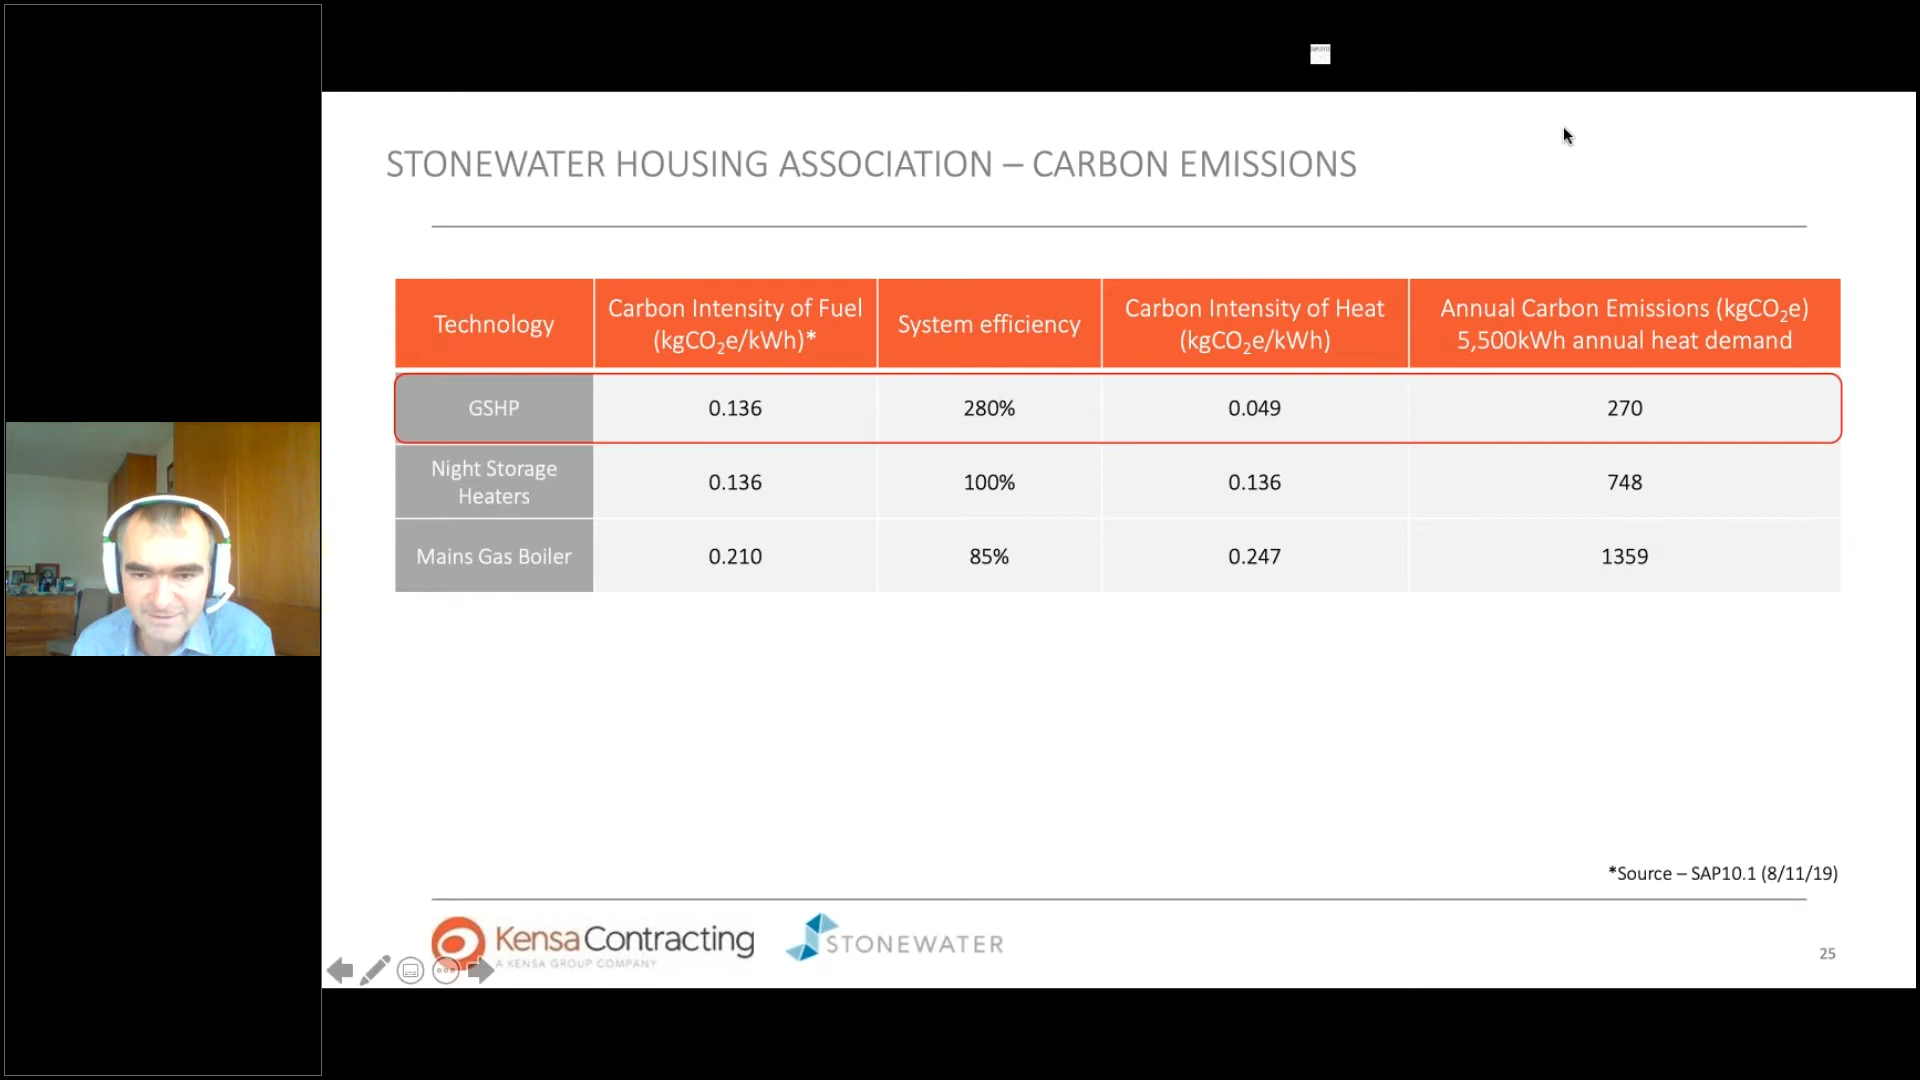 STONEWATER HOUSING ASSOCIATION – CARBON EMISSIONS
Technology
Carbon Intensity of Fuel
(kgCO₂e/kWh)*
System efficiency
Carbon Intensity of Heat
(kgCO₂e/kWh)
Annual Carbon Emissions (kgCO₂e)
5,500kWh annual heat demand
GSHP
0.136
280%
0.049
270
Night Storage
Heaters
0.136
100%
0.136
748
Mains Gas Boiler
0.210
85%
0.247
1359
*Source – SAP10.1 (8/11/19)
Kensa Contracting
A KENSA GROUP COMPANY
STONEWATER
25